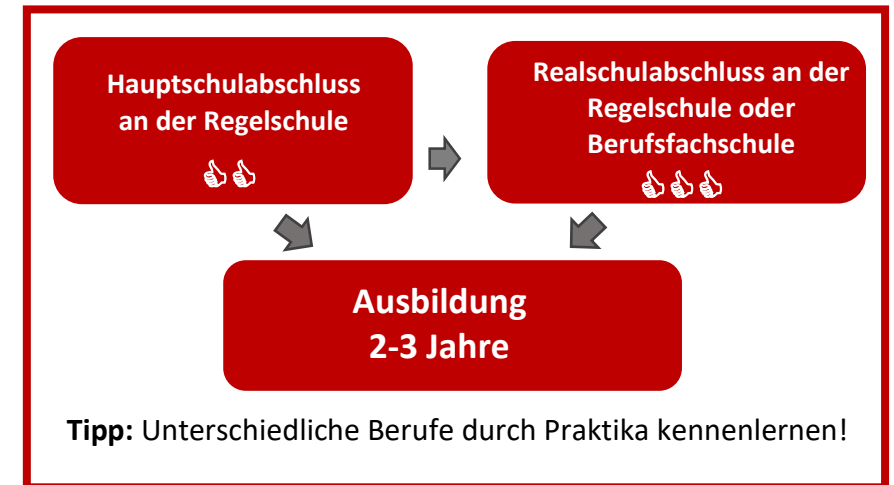 Hauptschulabschluss
an der Regelschule
👍👍
Realschulabschluss an der
Regelschule oder
Berufsfachschule
👍👍👍
Ausbildung
2-3 Jahre
Tipp: Unterschiedliche Berufe durch Praktika kennenlernen!